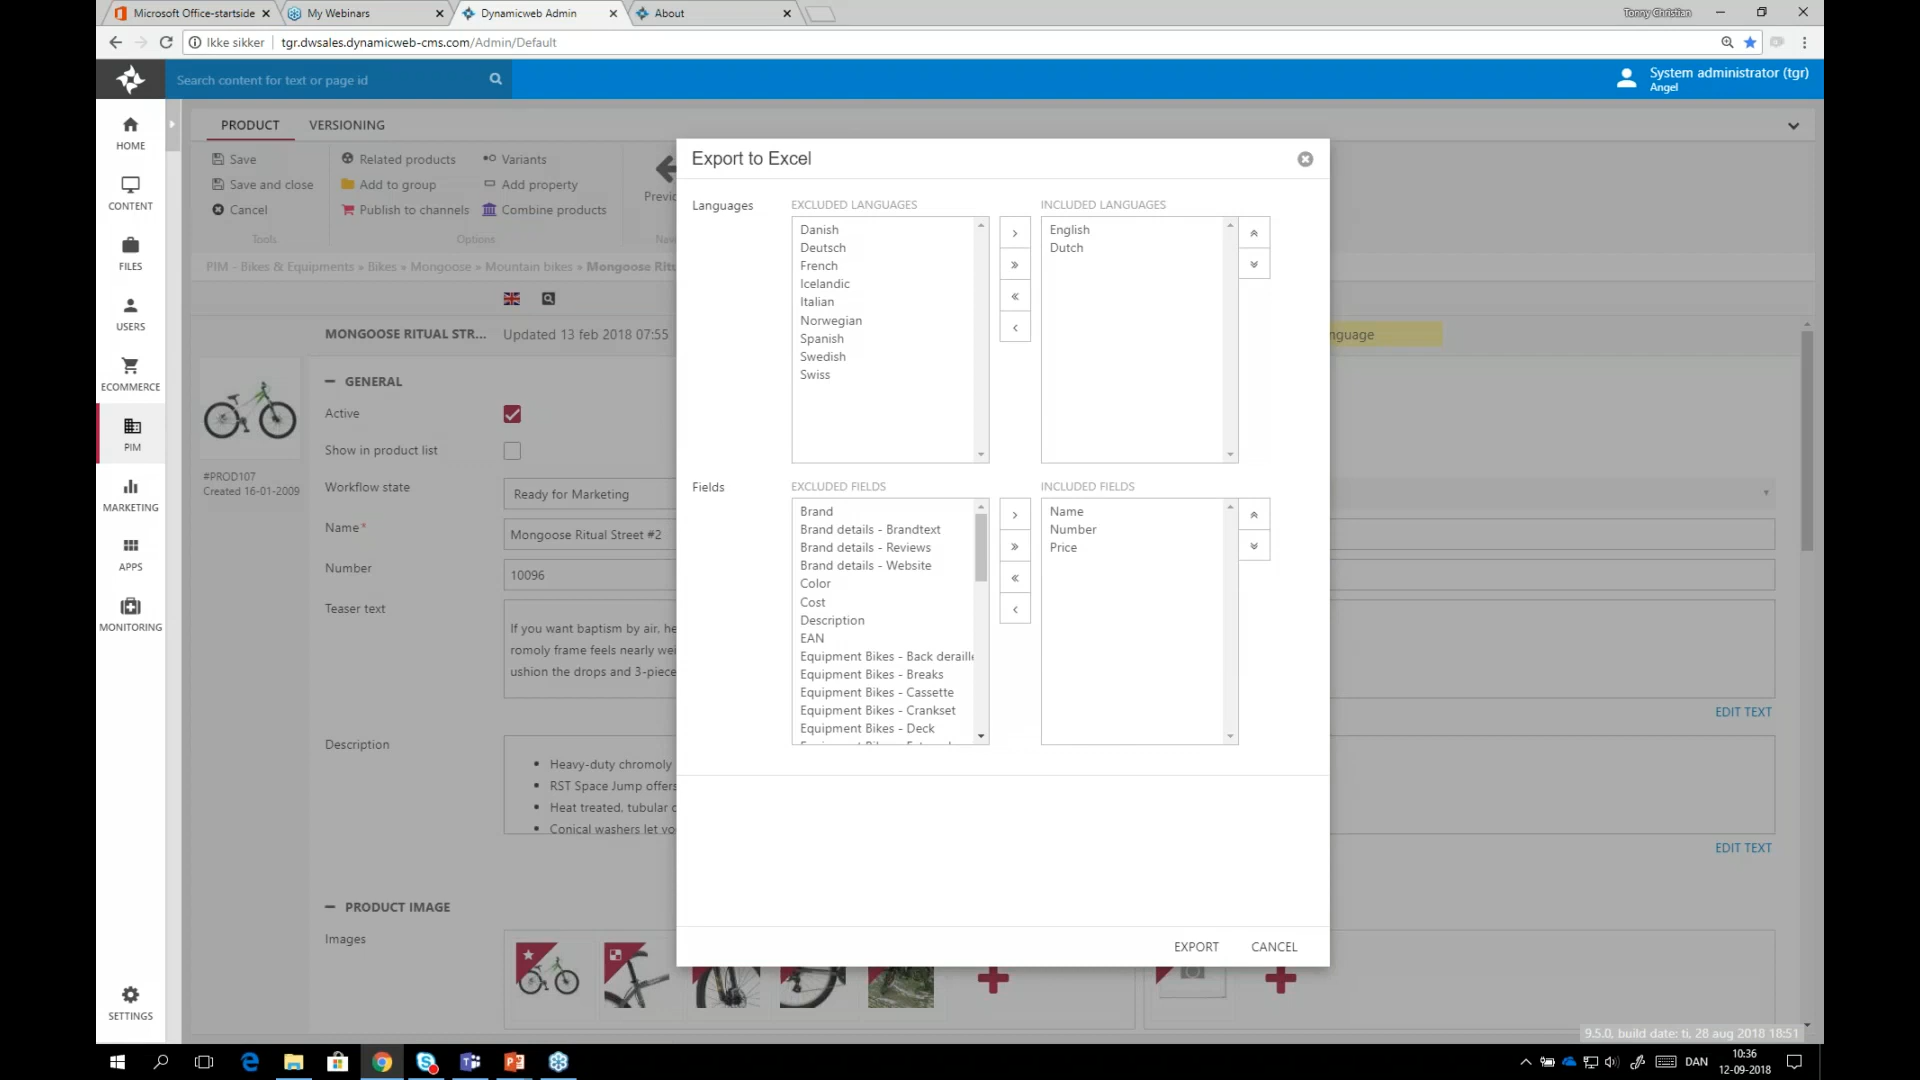 Microsoft Office-startside
My Webinars
Dynamicweb Admin
About
Tonny Christian
Ikke sikker
tgr.dwsales.dynamicweb-cms.com/Admin/Default
Search content for text or page id
System administrator (tgr)
Angel
HOME
CONTENT
FILES
USERS
ECOMMERCE
PIM
MARKETING
APPS
MONITORING
SETTINGS
PRODUCT
VERSIONING
Save
Save and close
Cancel
Tools
Related products
Add to group
Publish to channels
Variants
Add property
Combine products
Options
PIM - Bikes & Equipments » Bikes » Mongoose » Mountain bikes »
MONGOOSE RITUAL STR...
Updated 13 feb 2018 07:55
#PROD107
Created 16-01-2009
GENERAL
Active
Show in product list
Workflow state
Ready for Marketing
Name*
Mongoose Ritual Street #2
Number
10096
Teaser text
If you want baptism by air, he
romoly frame feels nearly wei
ushion the drops and 3-piece
EDIT TEXT
Description
Heavy-duty chromoly
RST Space Jump offers
Heat treated, tubular c
Conical washers let yo
EDIT TEXT
PRODUCT IMAGE
Images
Export to Excel
Languages
EXCLUDED LANGUAGES
Danish
Deutsch
French
Icelandic
Italian
Norwegian
Spanish
Swedish
Swiss
INCLUDED LANGUAGES
English
Dutch
Fields
EXCLUDED FIELDS
Brand
Brand details - Brandtext
Brand details - Reviews
Brand details - Website
Color
Cost
Description
EAN
Equipment Bikes - Back deraille
Equipment Bikes - Breaks
Equipment Bikes - Cassette
Equipment Bikes - Crankset
Equipment Bikes - Deck
INCLUDED FIELDS
Name
Number
Price
EXPORT
CANCEL
9.5.0, build date: ti, 28 aug 2018 18:51
DAN
10:36
12-09-2018